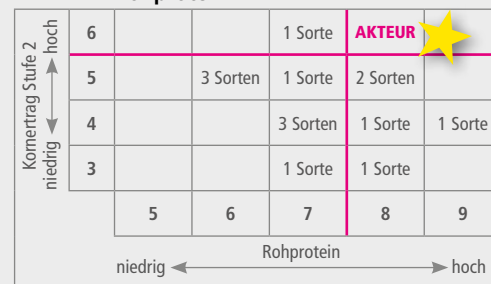 6 1 Sorte AKTEUR
5 3 Sorten 1 Sorte 2 Sorten
4 3 Sorten 1 Sorte 1 Sorte
3 1 Sorte 1 Sorte
5 6 7 8 9
Kornertrag Stufe 2
niedrig hoch
Rohprotein
niedrig hoch